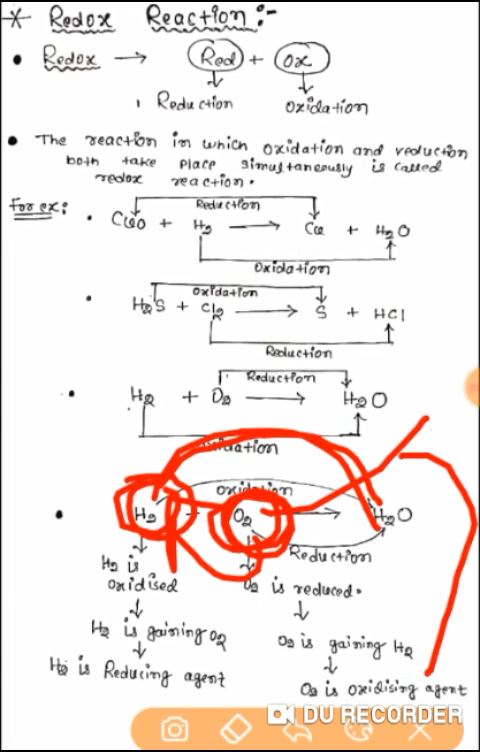 * Redox Reaction:-
• Redox → Red + Ox
Reduction Oxidation
• The reaction in which oxidation and reduction
both take place simultaneously is called
redox reaction.
For ex:
Reduction
• CuO + H2 → Cu + H2O
Oxidation
Oxidation
• H2S + Cl2 → S + HCl
Reduction
Reduction
• H2 + O2 → H2O
Oxidation
Oxidation
• H2 + O2 → H2O
Reduction
H2 is oxidised
O2 is reduced.
H2 is gaining O2
O2 is gaining H2
H2 is Reducing agent
O2 is oxidising agent
DU RECORDER